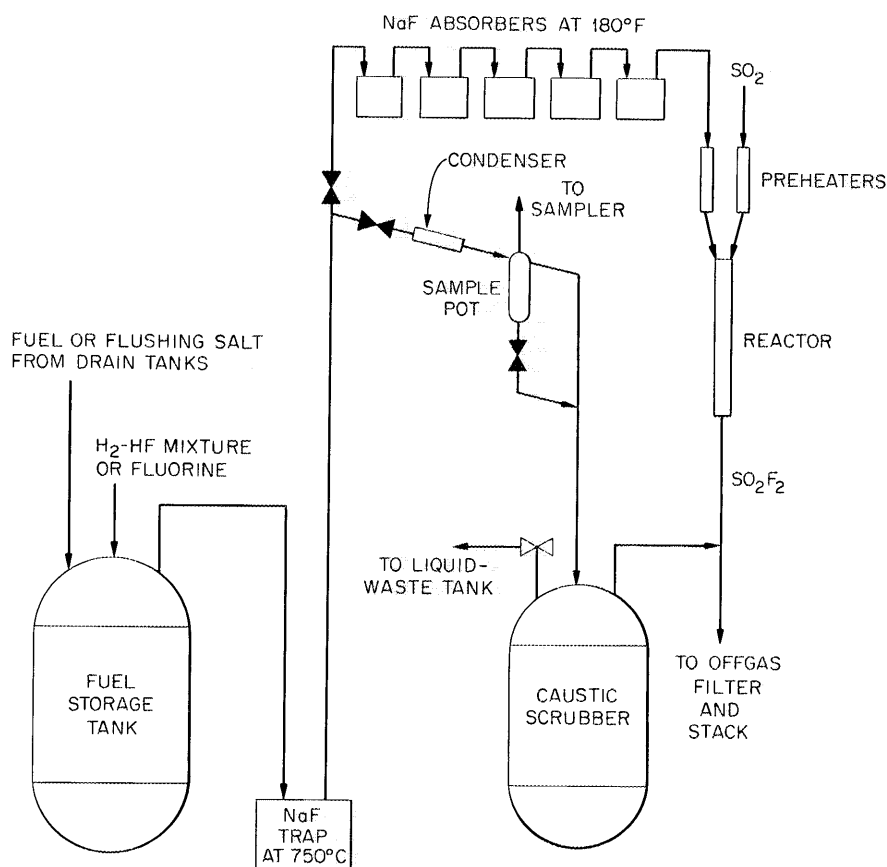 NaF ABSORBERS AT 180°F
SO2
CONDENSER
TO
SAMPLER
PREHEATERS
SAMPLE
POT
REACTOR
FUEL OR FLUSHING SALT
FROM DRAIN TANKS
H2-HF MIXTURE
OR FLUORINE
SO2F2
TO LIQUID-
WASTE TANK
TO OFFGAS
FILTER
AND
STACK
FUEL
STORAGE
TANK
CAUSTIC
SCRUBBER
NaF
TRAP
AT 750°C